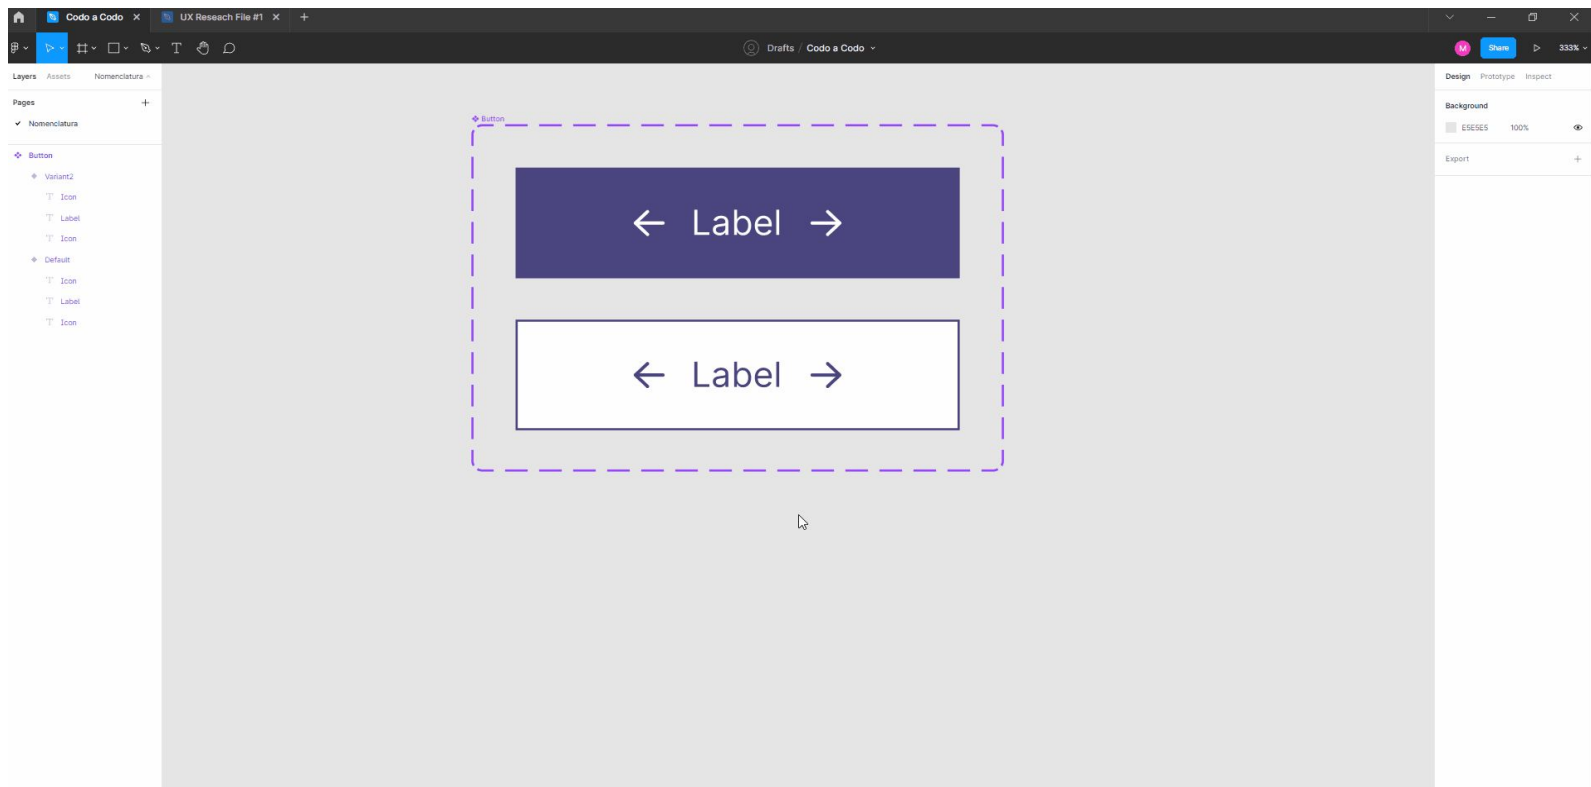 Codo a Codo
UX Reseach File #1
Drafts / Codo a Codo
M
Share
333%
Layers Assets Nomenclatura
Pages
Nomenclatura
Button
Variant2
Icon
Label
Icon
Default
Icon
Label
Icon
Button
← Label →
← Label →
Design Prototype Inspect
Background
E5E5E5 100%
Export